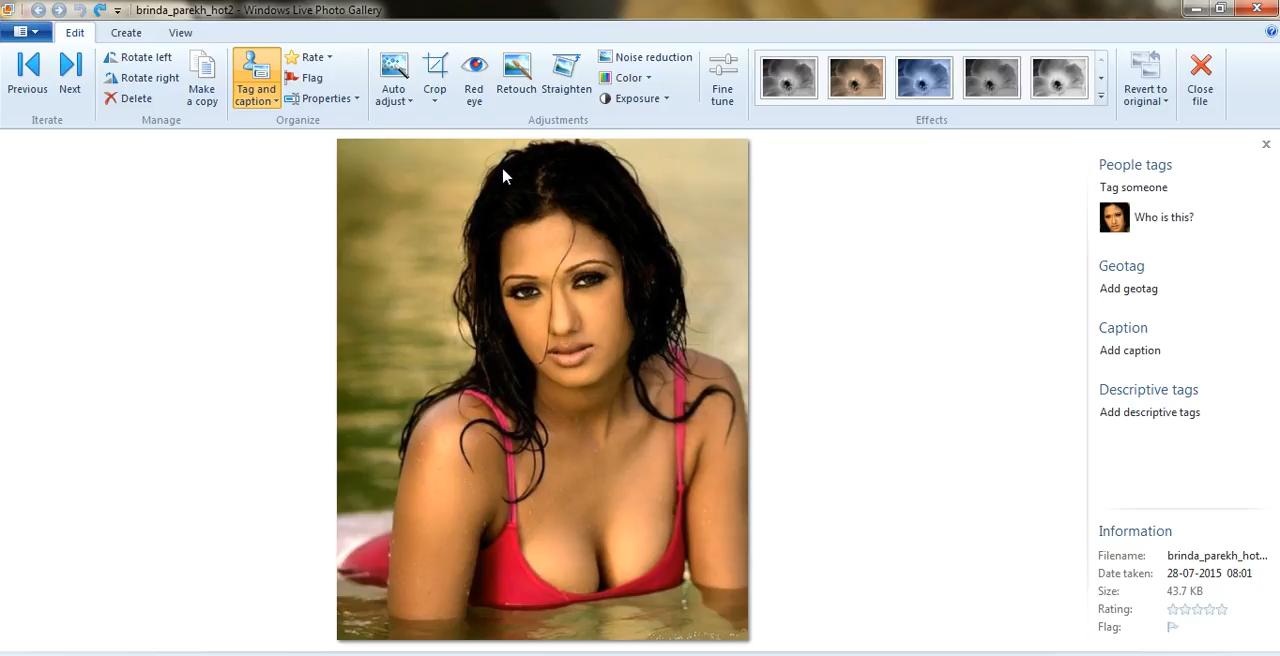 brinda_parekh_hot2 - Windows Live Photo Gallery
Edit Create View
Previous
Next
Rotate left
Rotate right
Delete
Make a copy
Manage
Iterate
Tag and caption
Rate
Flag
Properties
Organize
Auto adjust
Crop
Red eye
Retouch
Straighten
Noise reduction
Color
Exposure
Adjustments
Fine tune
Effects
Revert to original
Close file
People tags
Tag someone
Who is this?
Geotag
Add geotag
Caption
Add caption
Descriptive tags
Add descriptive tags
Information
Filename: brinda_parekh_hot...
Date taken: 28-07-2015 08:01
Size: 43.7 KB
Rating:
Flag: